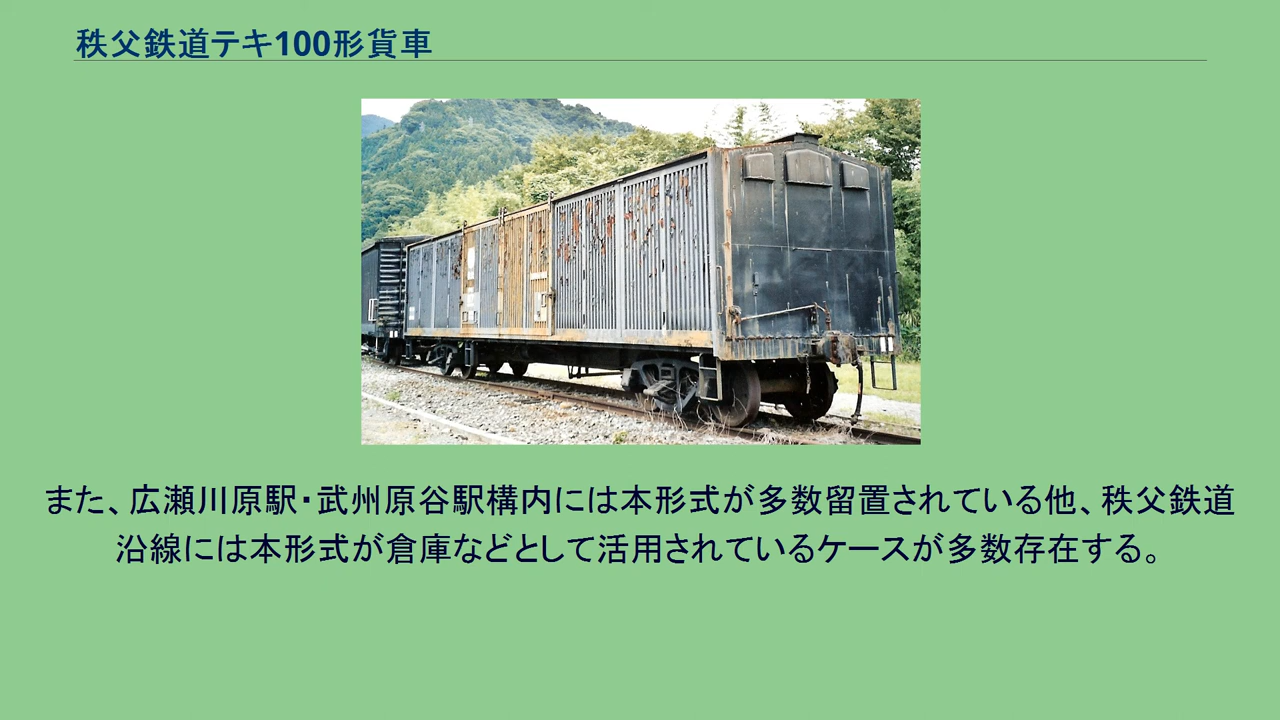 秩父鉄道テキ100形貨車
また、広瀬川原駅・武州原谷駅構内には本形式が多数留置されている他、秩父鉄道
沿線には本形式が倉庫などとして活用されているケースが多数存在する。